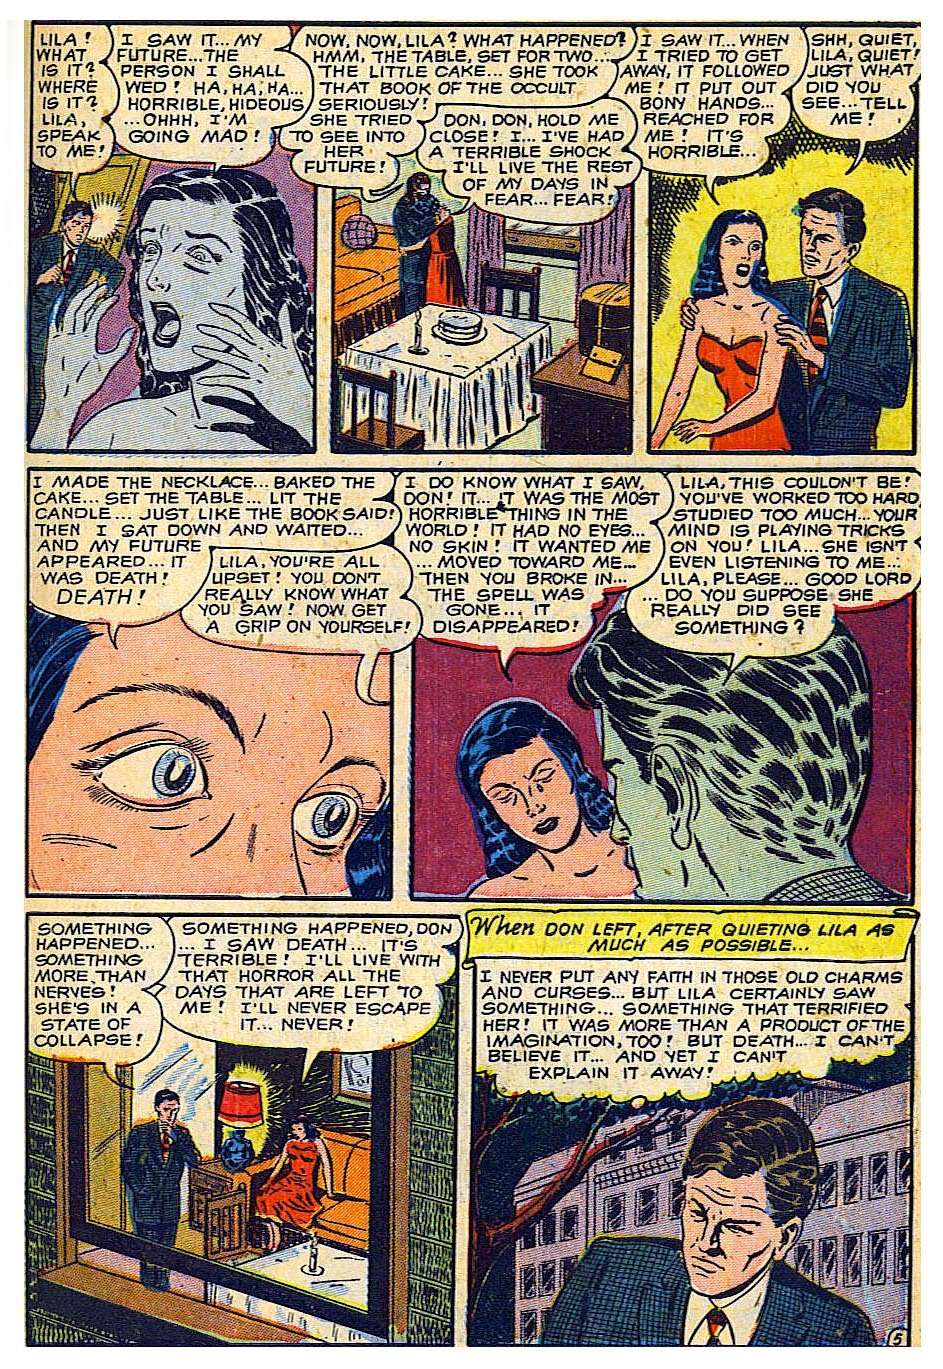 LILA!
WHAT
IS IT?
WHERE
IS IT?
LILA,
SPEAK
TO ME!
I SAW IT... MY
FUTURE... THE
PERSON I SHALL
WED! HA, HA, HA...
HORRIBLE, HIDEOUS
...OHHH, I'M
GOING MAD!
NOW, NOW, LILA? WHAT HAPPENED?
HMM, THE TABLE, SET FOR TWO...
THE LITTLE CAKE... SHE TOOK
THAT BOOK OF THE OCCULT
SERIOUSLY!
SHE TRIED
TO SEE INTO
HER
FUTURE!
DON, DON, HOLD ME
CLOSE! I... I'VE HAD
A TERRIBLE SHOCK
I'LL LIVE THE REST
OF MY DAYS IN
FEAR... FEAR!
I SAW IT... WHEN
I TRIED TO GET
AWAY, IT FOLLOWED
ME! IT PUT OUT
BONY HANDS...
REACHED FOR
ME! IT'S
HORRIBLE...
SHH, QUIET,
LILA, QUIET!
JUST WHAT
DID YOU
SEE... TELL
ME!
I MADE THE NECKLACE... BAKED THE
CAKE... SET THE TABLE... LIT THE
CANDLE... JUST LIKE THE BOOK SAID!
THEN I SAT DOWN AND WAITED...
AND MY FUTURE
APPEARED... IT
WAS DEATH!
DEATH!
LILA, YOU'RE ALL
UPSET! YOU DON'T
REALLY KNOW WHAT
YOU SAW! NOW GET
A GRIP ON YOURSELF!
I DO KNOW WHAT I SAW,
DON! IT... IT WAS THE MOST
HORRIBLE THING IN THE
WORLD! IT HAD NO EYES...
NO SKIN! IT WANTED ME
... MOVED TOWARD ME...
THEN YOU BROKE IN...
THE SPELL WAS
GONE... IT
DISAPPEARED!
LILA, THIS COULDN'T BE!
YOU'VE WORKED TOO HARD,
STUDIED TOO MUCH... YOUR
MIND IS PLAYING TRICKS
ON YOU! LILA... SHE ISN'T
EVEN LISTENING TO ME...
LILA, PLEASE... GOOD LORD
... DO YOU SUPPOSE SHE
REALLY DID SEE
SOMETHING?
SOMETHING
HAPPENED...
SOMETHING
MORE THAN
NERVES!
SHE'S IN A
STATE OF
COLLAPSE!
SOMETHING HAPPENED, DON
... I SAW DEATH... IT'S
TERRIBLE! I'LL LIVE WITH
THAT HORROR ALL THE
DAYS THAT ARE LEFT TO
ME! I'LL NEVER ESCAPE
IT... NEVER!
When DON LEFT, AFTER QUIETING LILA AS
MUCH AS POSSIBLE...
I NEVER PUT ANY FAITH IN THOSE OLD CHARMS
AND CURSES... BUT LILA CERTAINLY SAW
SOMETHING... SOMETHING THAT TERRIFIED
HER! IT WAS MORE THAN A PRODUCT OF THE
IMAGINATION, TOO! BUT DEATH... I CAN'T
BELIEVE IT... AND YET I CAN'T
EXPLAIN IT AWAY!
5